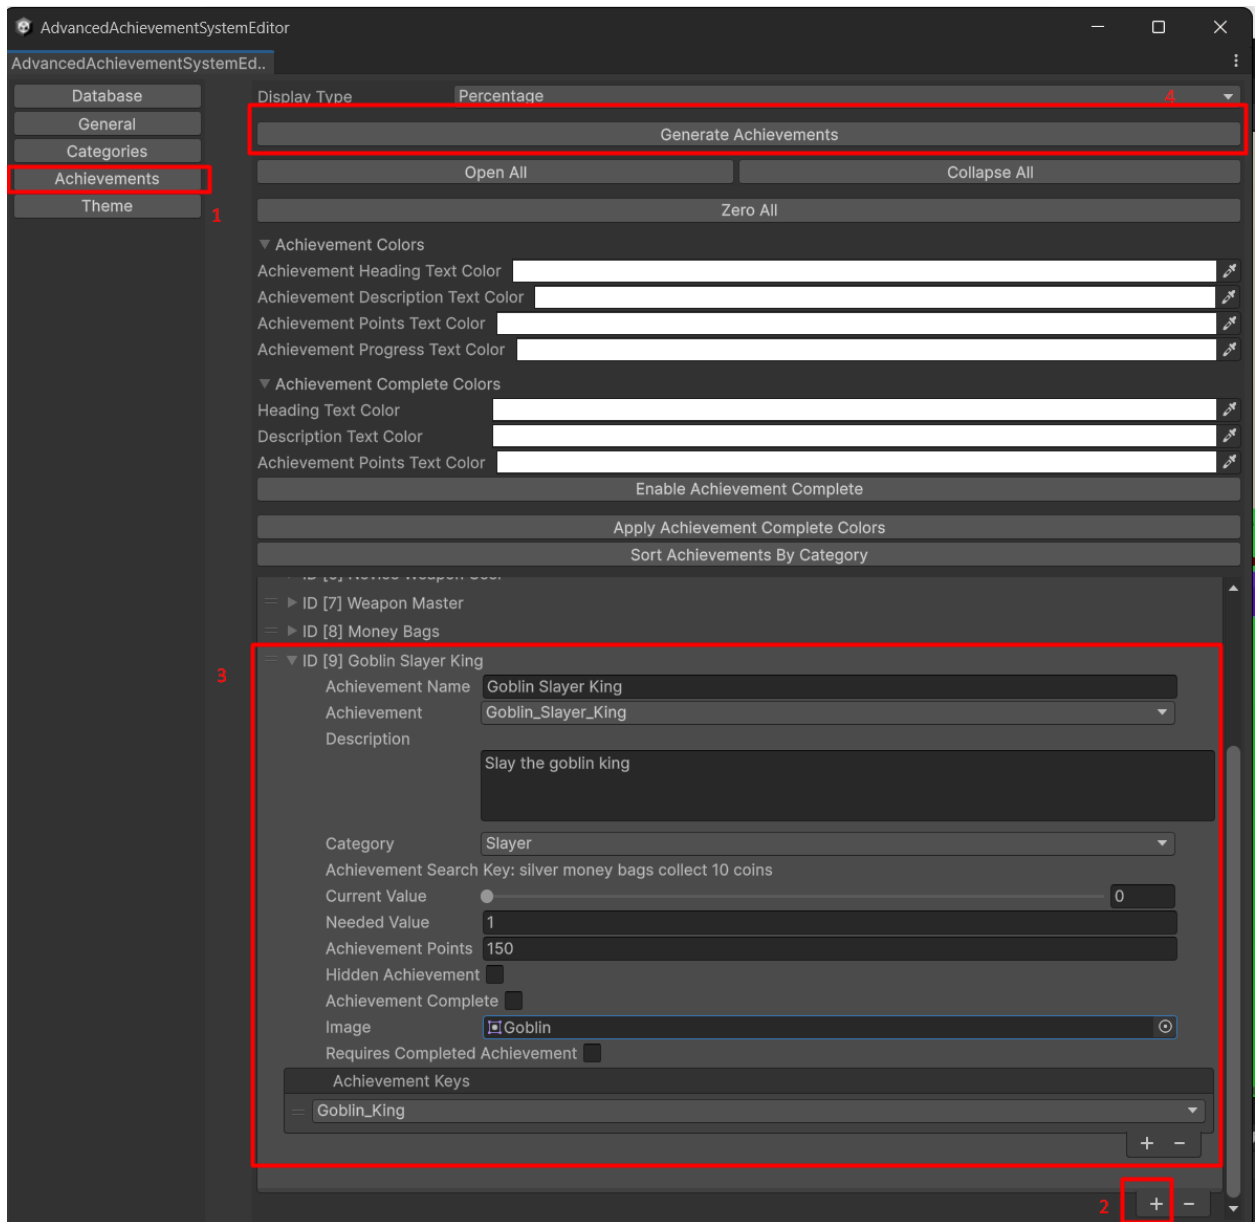 AdvancedAchievementSystemEditor
AdvancedAchievementSystemEd..
Database
General
Categories
Achievements
Theme
1
Display Type Percentage
4
Generate Achievements
Open All Collapse All
Zero All
Achievement Colors
Achievement Heading Text Color
Achievement Description Text Color
Achievement Points Text Color
Achievement Progress Text Color
Achievement Complete Colors
Heading Text Color
Description Text Color
Achievement Points Text Color
Enable Achievement Complete
Apply Achievement Complete Colors
Sort Achievements By Category
ID [7] Weapon Master
ID [8] Money Bags
3
ID [9] Goblin Slayer King
Achievement Name Goblin Slayer King
Achievement Goblin_Slayer_King
Description
Slay the goblin king
Category Slayer
Achievement Search Key: silver money bags collect 10 coins
Current Value 0
Needed Value 1
Achievement Points 150
Hidden Achievement
Achievement Complete
Image Goblin
Requires Completed Achievement
Achievement Keys
Goblin_King
+ −
2 + −